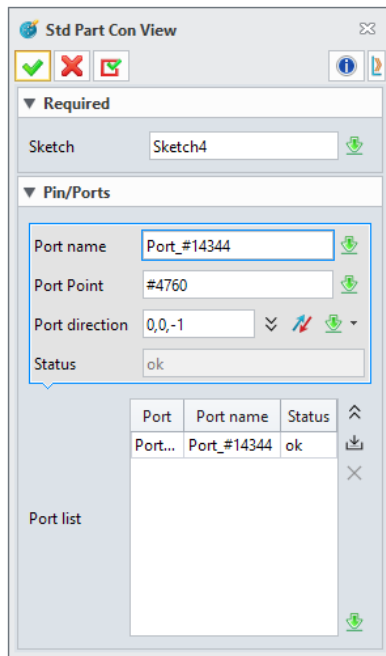 Std Part Con View
Required
Sketch Sketch4
Pin/Ports
Port name Port_#14344
Port Point #4760
Port direction 0,0,-1
Status ok
Port Port name Status
Port... Port_#14344 ok
Port list